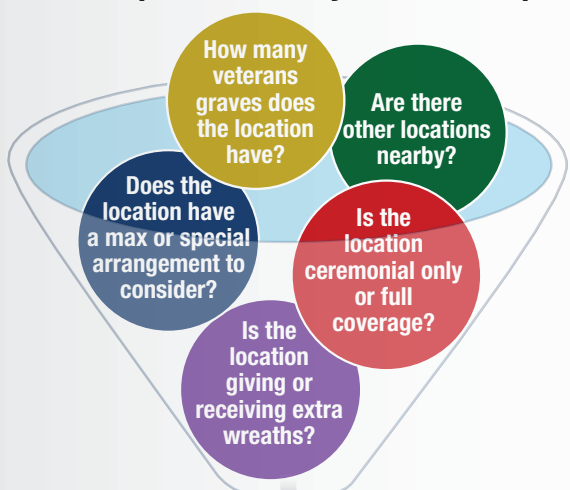 How many
veterans
graves does
the location
have?
Are there
other locations
nearby?
Does the
location have
a max or special
arrangement to
consider?
Is the
location
ceremonial only
or full
coverage?
Is the
location
giving or
receiving extra
wreaths?